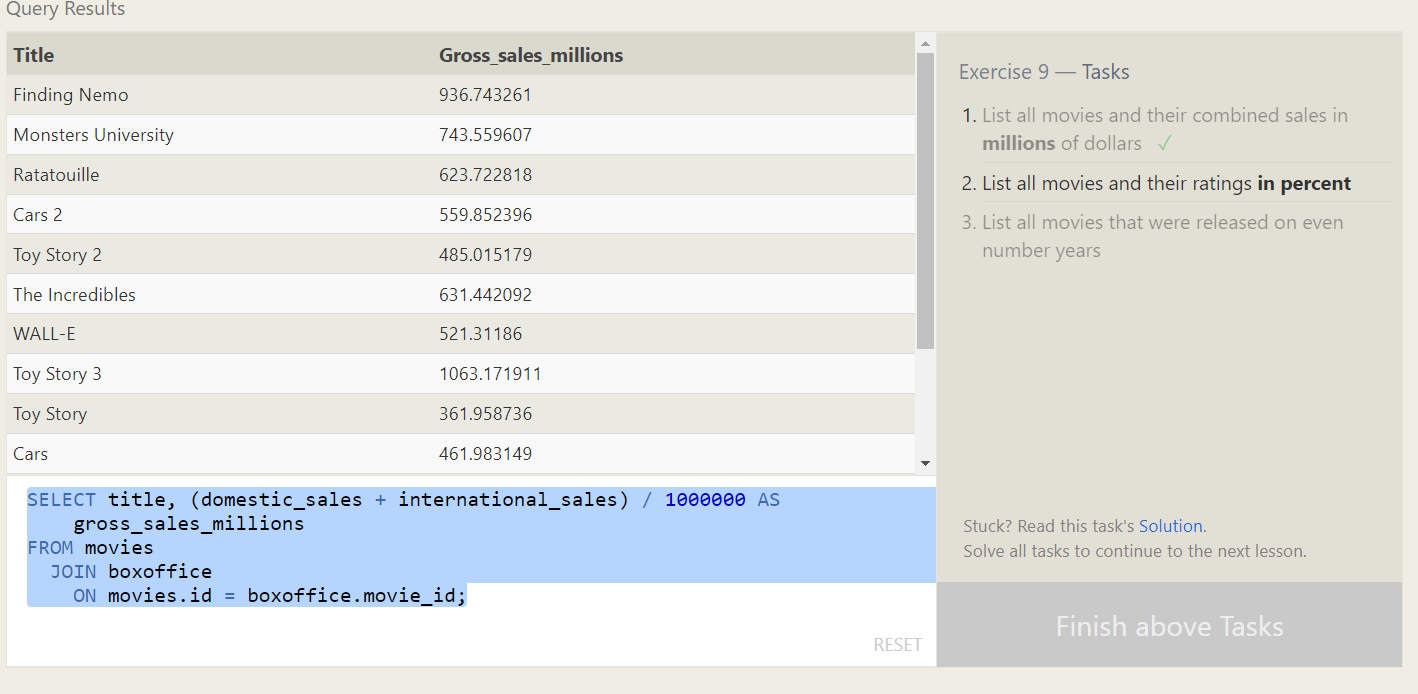 Query Results
Title Gross_sales_millions
Finding Nemo 936.743261
Monsters University 743.559607
Ratatouille 623.722818
Cars 2 559.852396
Toy Story 2 485.015179
The Incredibles 631.442092
WALL-E 521.31186
Toy Story 3 1063.171911
Toy Story 361.958736
Cars 461.983149
SELECT title, (domestic_sales + international_sales) / 1000000 AS
gross_sales_millions
FROM movies
JOIN boxoffice
ON movies.id = boxoffice.movie_id;
RESET
Exercise 9 — Tasks
1. List all movies and their combined sales in
millions of dollars ✓
2. List all movies and their ratings in percent
3. List all movies that were released on even
number years
Stuck? Read this task's Solution.
Solve all tasks to continue to the next lesson.
Finish above Tasks